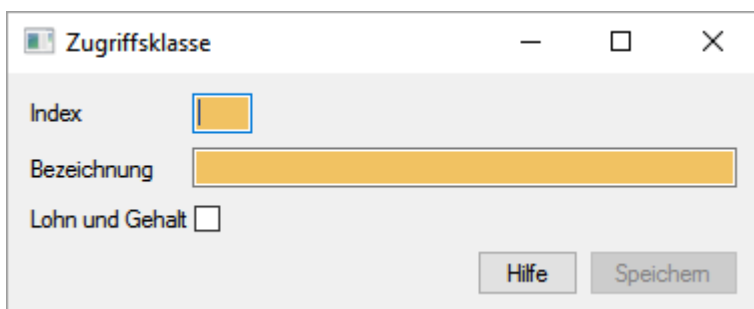 Zugriffsklasse
Index
Bezeichnung
Lohn und Gehalt
Hilfe Speichern